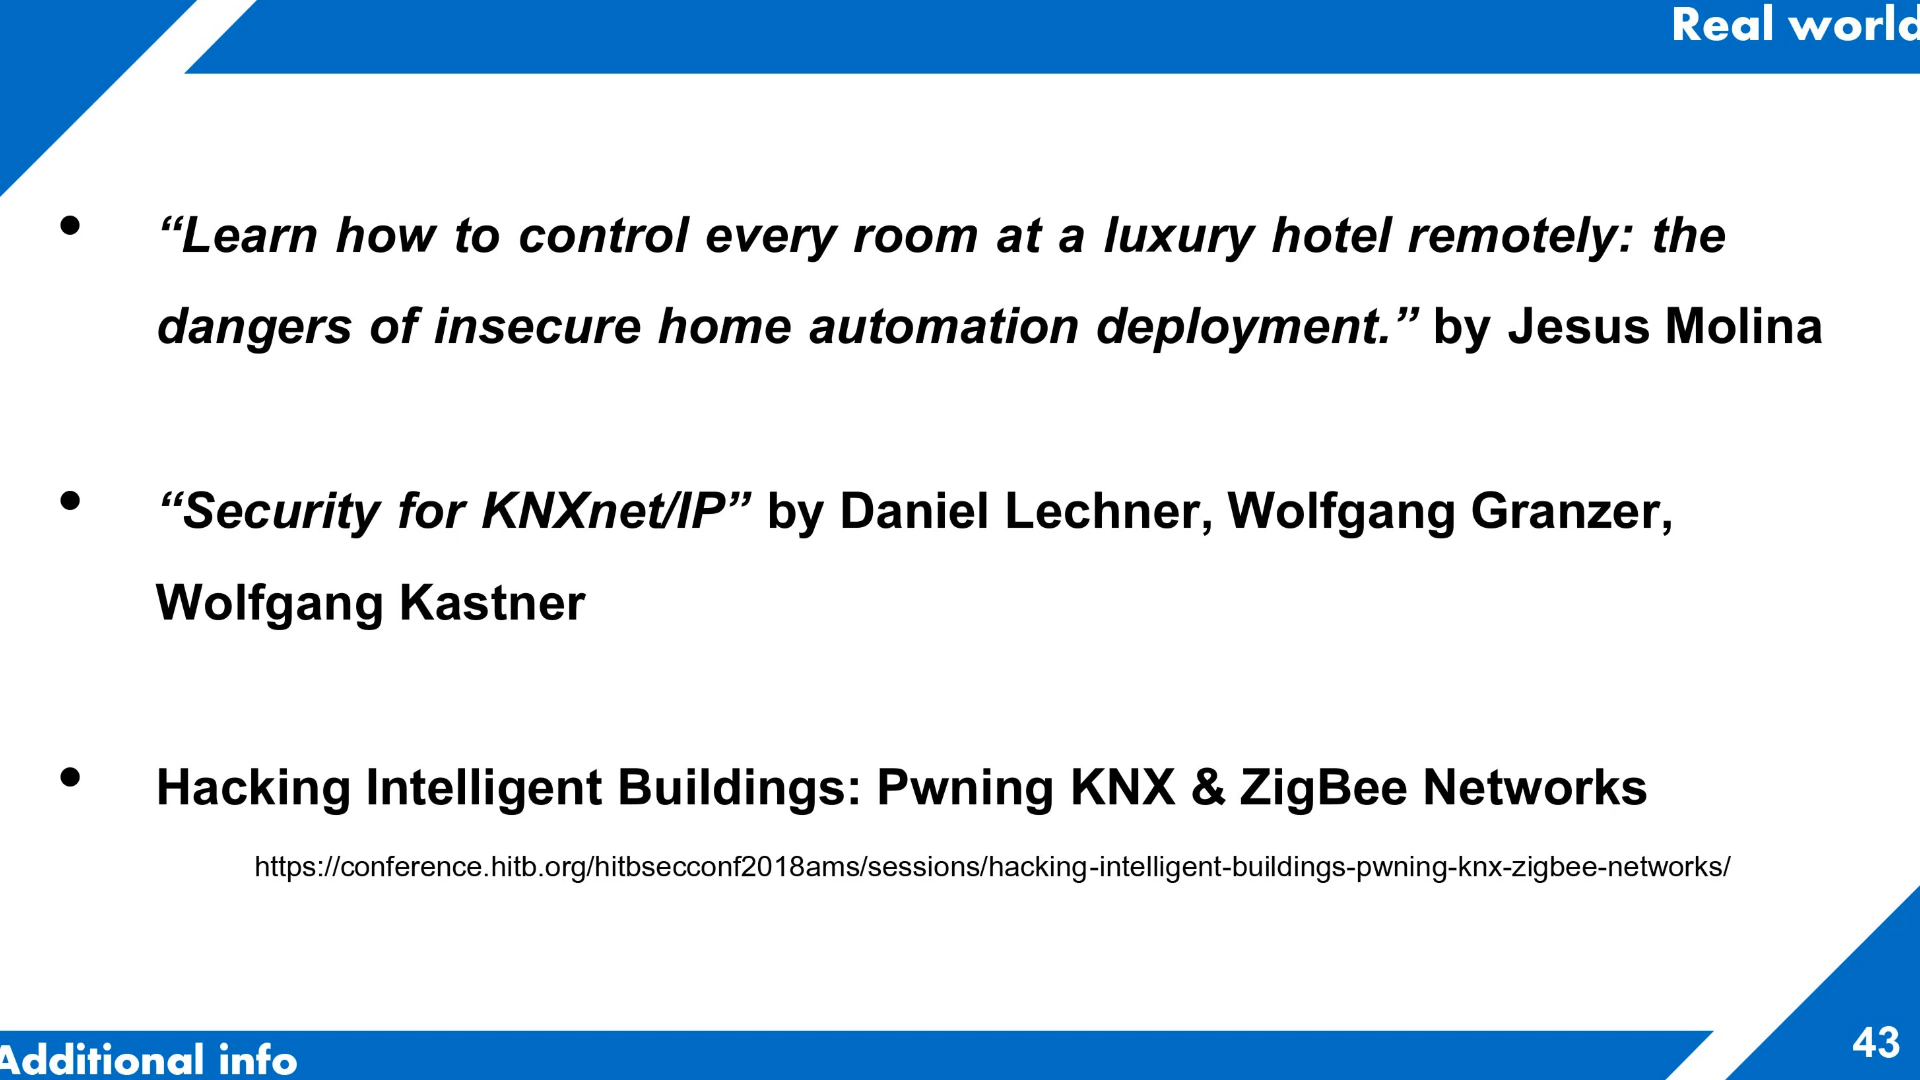 Real world
• “Learn how to control every room at a luxury hotel remotely: the
dangers of insecure home automation deployment.” by Jesus Molina
• “Security for KNXnet/IP” by Daniel Lechner, Wolfgang Granzer,
Wolfgang Kastner
• Hacking Intelligent Buildings: Pwning KNX & ZigBee Networks
https://conference.hitb.org/hitbsecconf2018ams/sessions/hacking-intelligent-buildings-pwning-knx-zigbee-networks/
43
Additional info